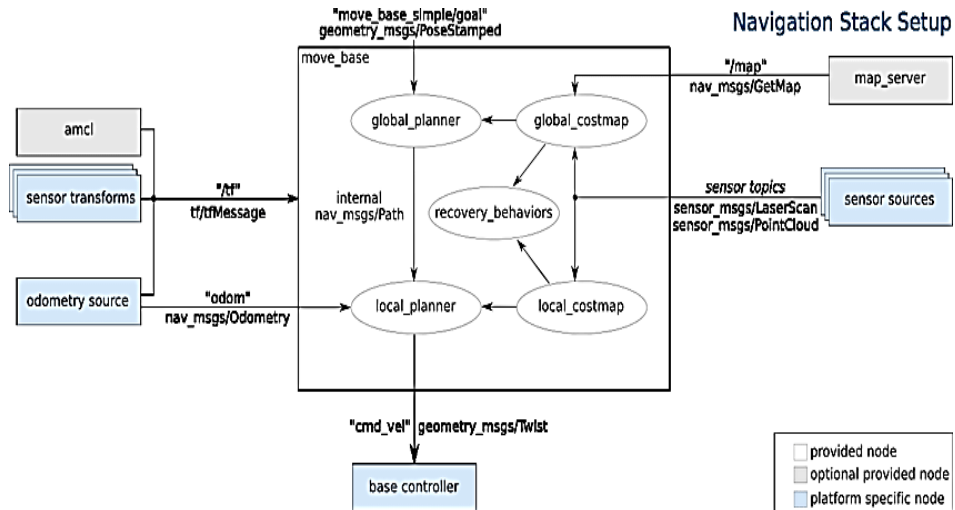 Navigation Stack Setup
"move_base_simple/goal"
geometry_msgs/PoseStamped
move_base
"/map"
nav_msgs/GetMap
map_server
global_planner
global_costmap
amcl
sensor transforms
"/tf"
tf/tfMessage
internal
nav_msgs/Path
recovery_behaviors
sensor topics
sensor_msgs/LaserScan
sensor_msgs/PointCloud
sensor sources
odometry source
"odom"
nav_msgs/Odometry
local_planner
local_costmap
"cmd_vel" geometry_msgs/Twist
base controller
provided node
optional provided node
platform specific node